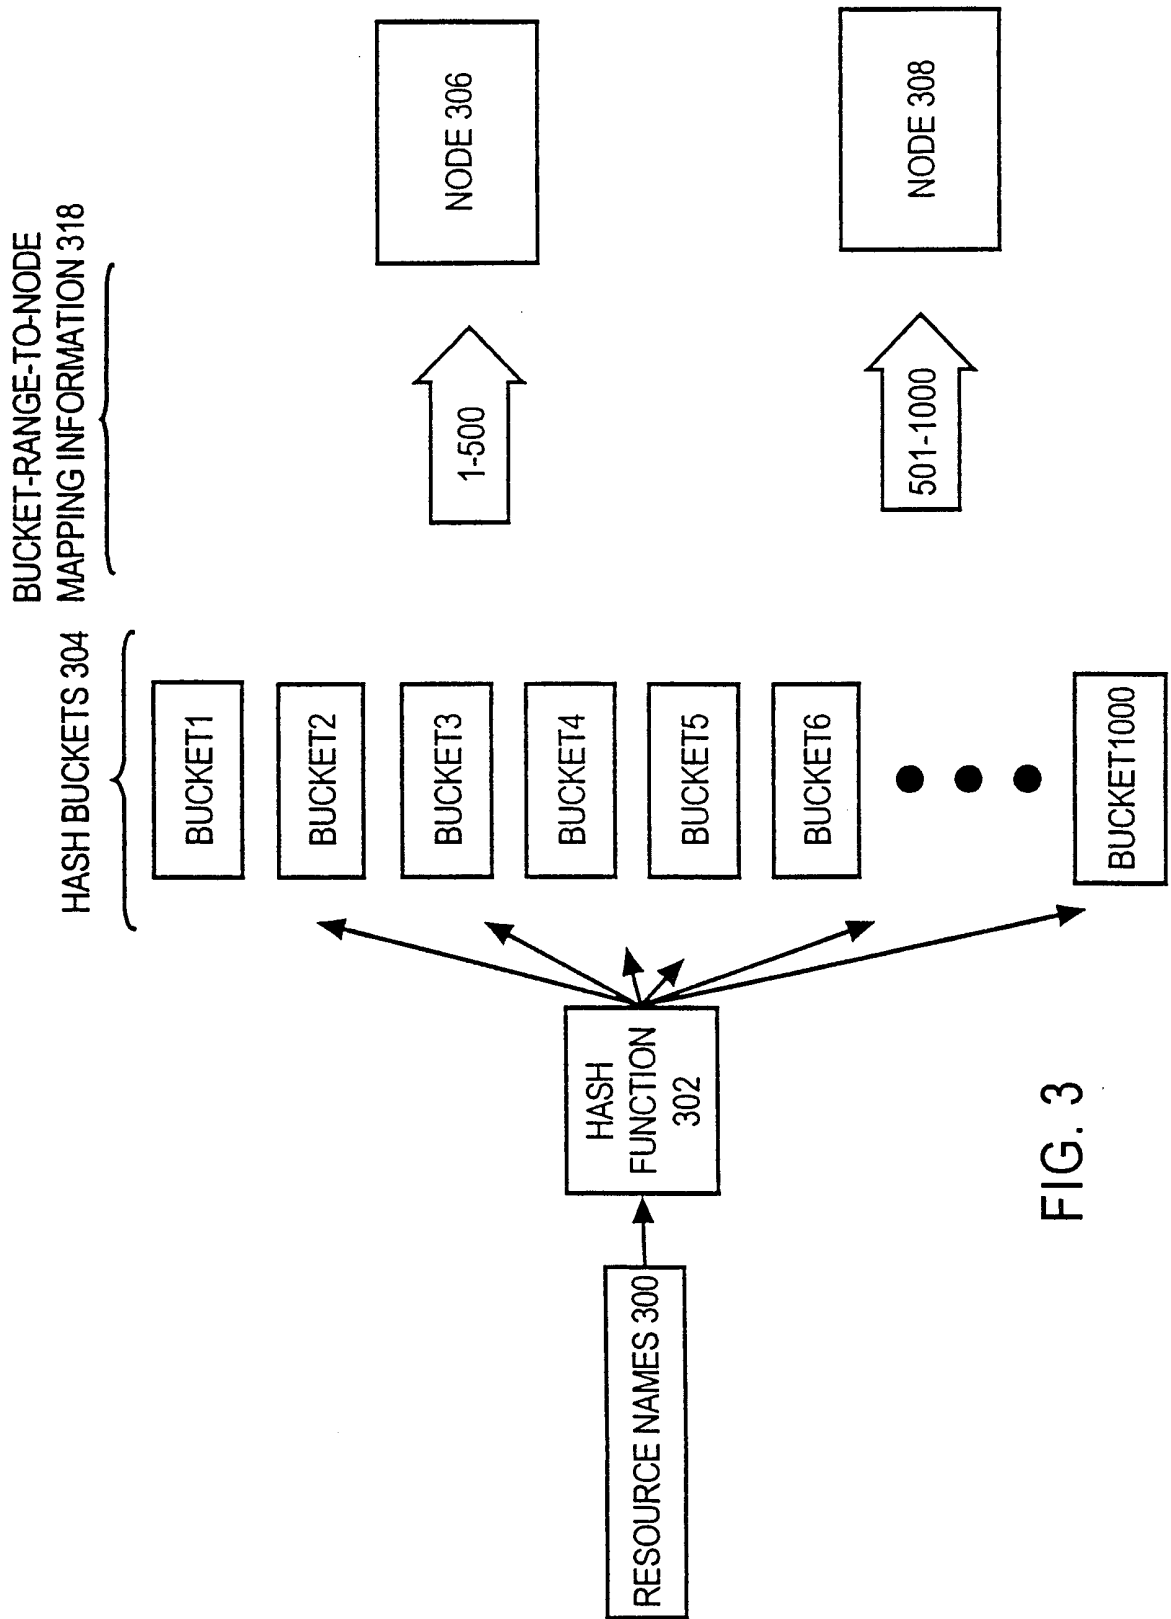 BUCKET-RANGE-TO-NODE
MAPPING INFORMATION 318
HASH BUCKETS 304
RESOURCE NAMES 300
HASH
FUNCTION
302
BUCKET1
BUCKET2
BUCKET3
BUCKET4
BUCKET5
BUCKET6
BUCKET1000
1-500
501-1000
NODE 306
NODE 308
FIG. 3